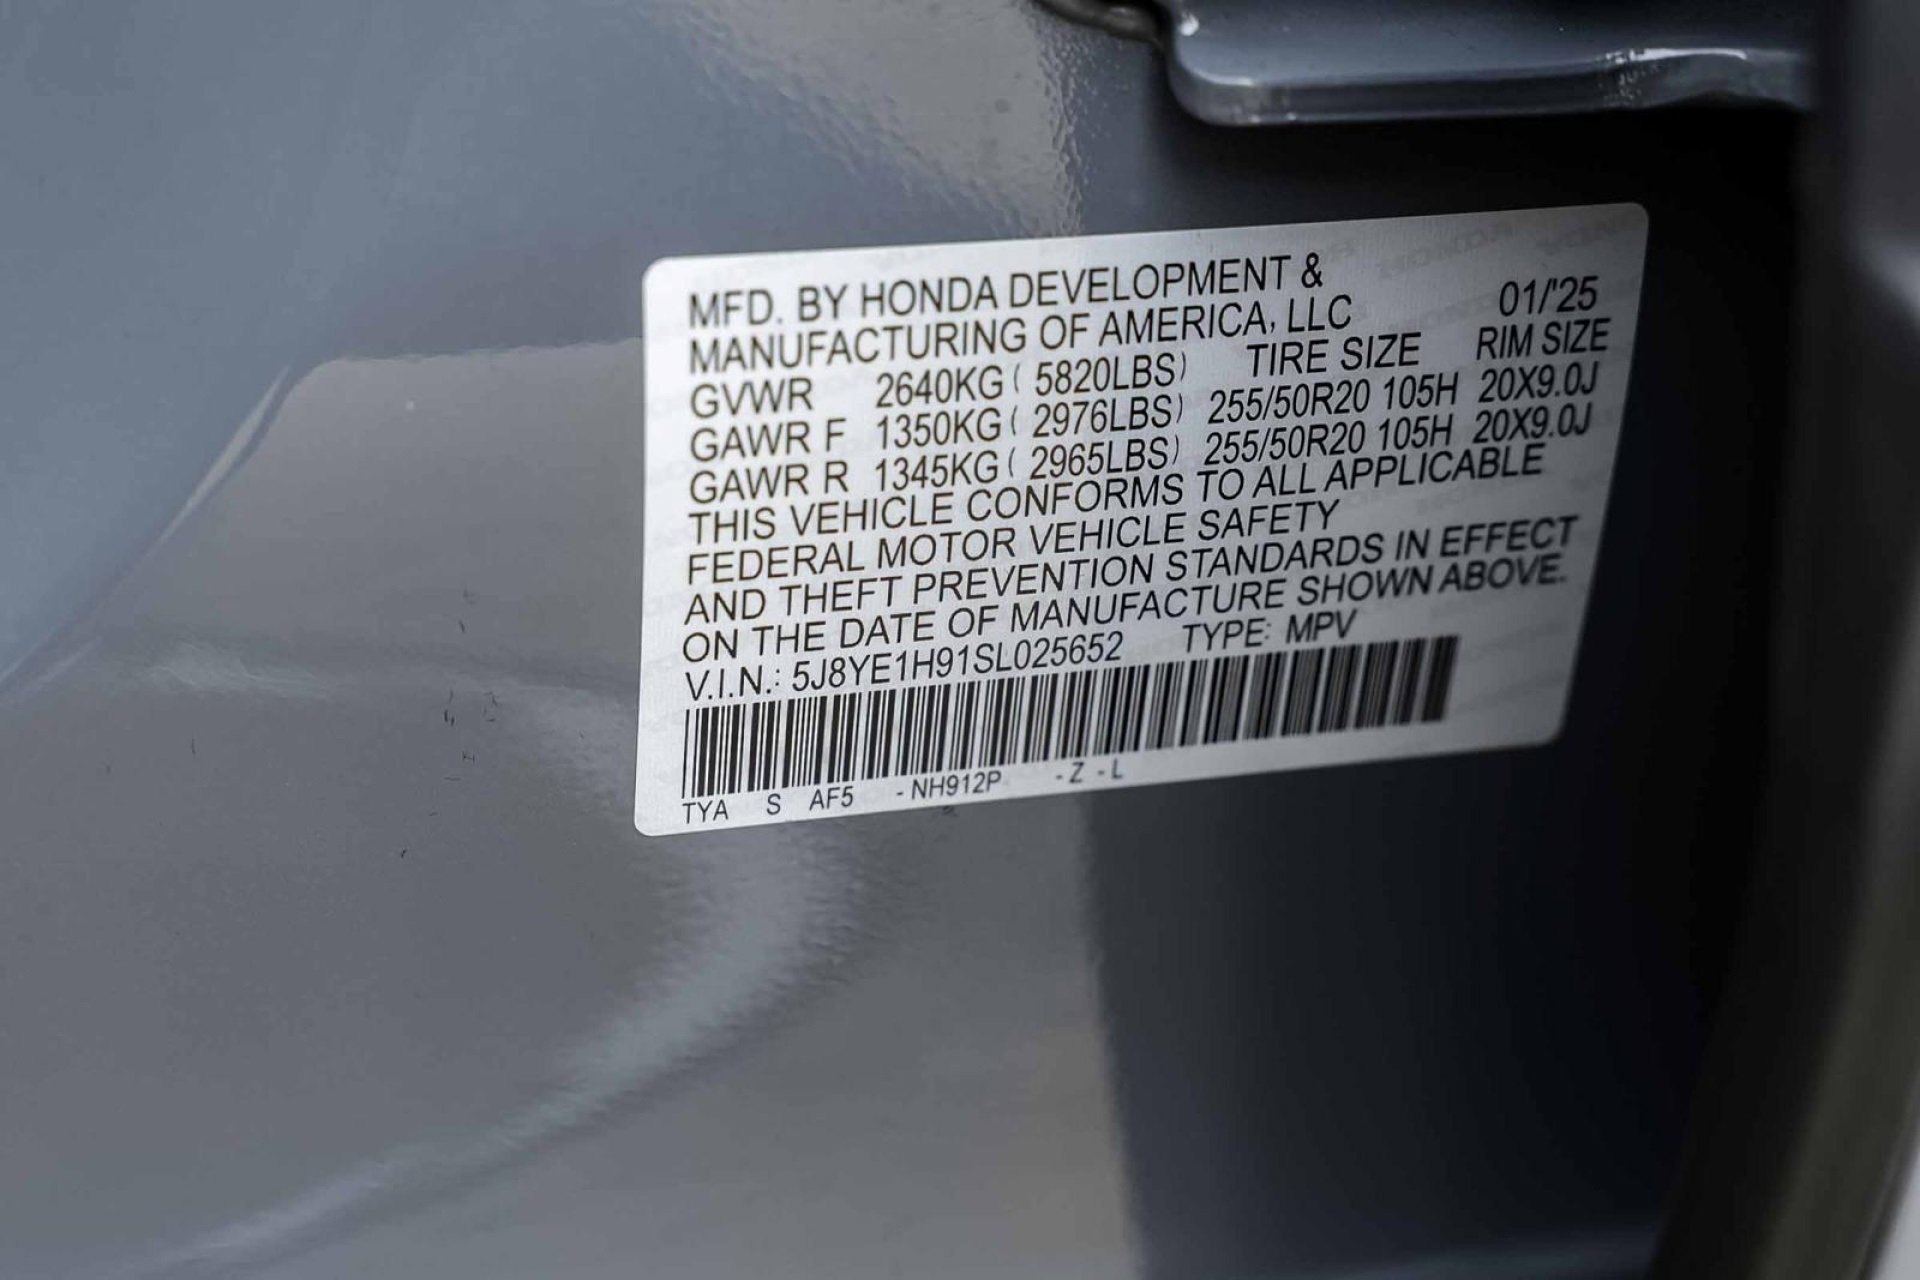 MFD. BY HONDA DEVELOPMENT &
MANUFACTURING OF AMERICA, LLC 01/'25
GVWR 2640KG ( 5820LBS) TIRE SIZE RIM SIZE
GAWR F 1350KG ( 2976LBS) 255/50R20 105H 20X9.0J
GAWR R 1345KG ( 2965LBS) 255/50R20 105H 20X9.0J
THIS VEHICLE CONFORMS TO ALL APPLICABLE
FEDERAL MOTOR VEHICLE SAFETY
AND THEFT PREVENTION STANDARDS IN EFFECT
ON THE DATE OF MANUFACTURE SHOWN ABOVE.
V.I.N.: 5J8YE1H91SL025652 TYPE: MPV
TYA S AF5 - NH912P - Z - L